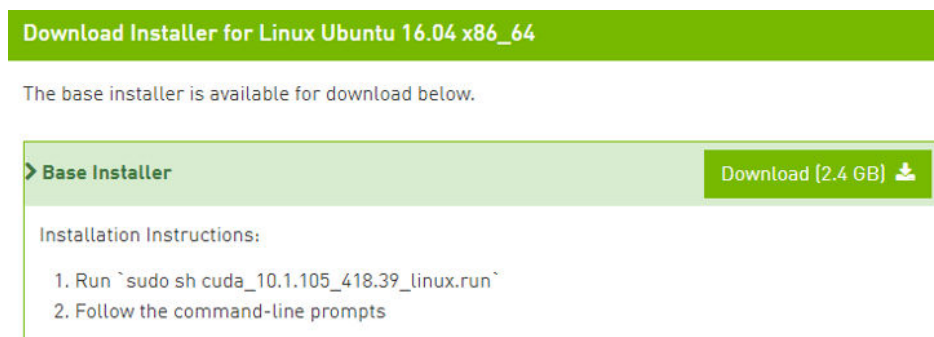 Download Installer for Linux Ubuntu 16.04 x86_64
The base installer is available for download below.
Base Installer
Download (2.4 GB)
Installation Instructions:
1. Run `sudo sh cuda_10.1.105_418.39_linux.run`
2. Follow the command-line prompts